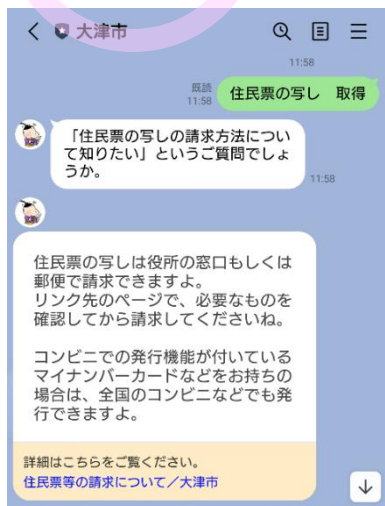 大津市
11:58
既読
11:58
住民票の写し　取得
「住民票の写しの請求方法につい
て知りたい」というご質問でしょ
うか。
11:58
住民票の写しは役所の窓口もしくは
郵便で請求できますよ。
リンク先のページで、必要なものを
確認してから請求してくださいね。
コンビニでの発行機能が付いている
マイナンバーカードなどをお持ちの
場合は、全国のコンビニなどでも発
行できますよ。
詳細はこちらをご覧ください。
住民票等の請求について／大津市